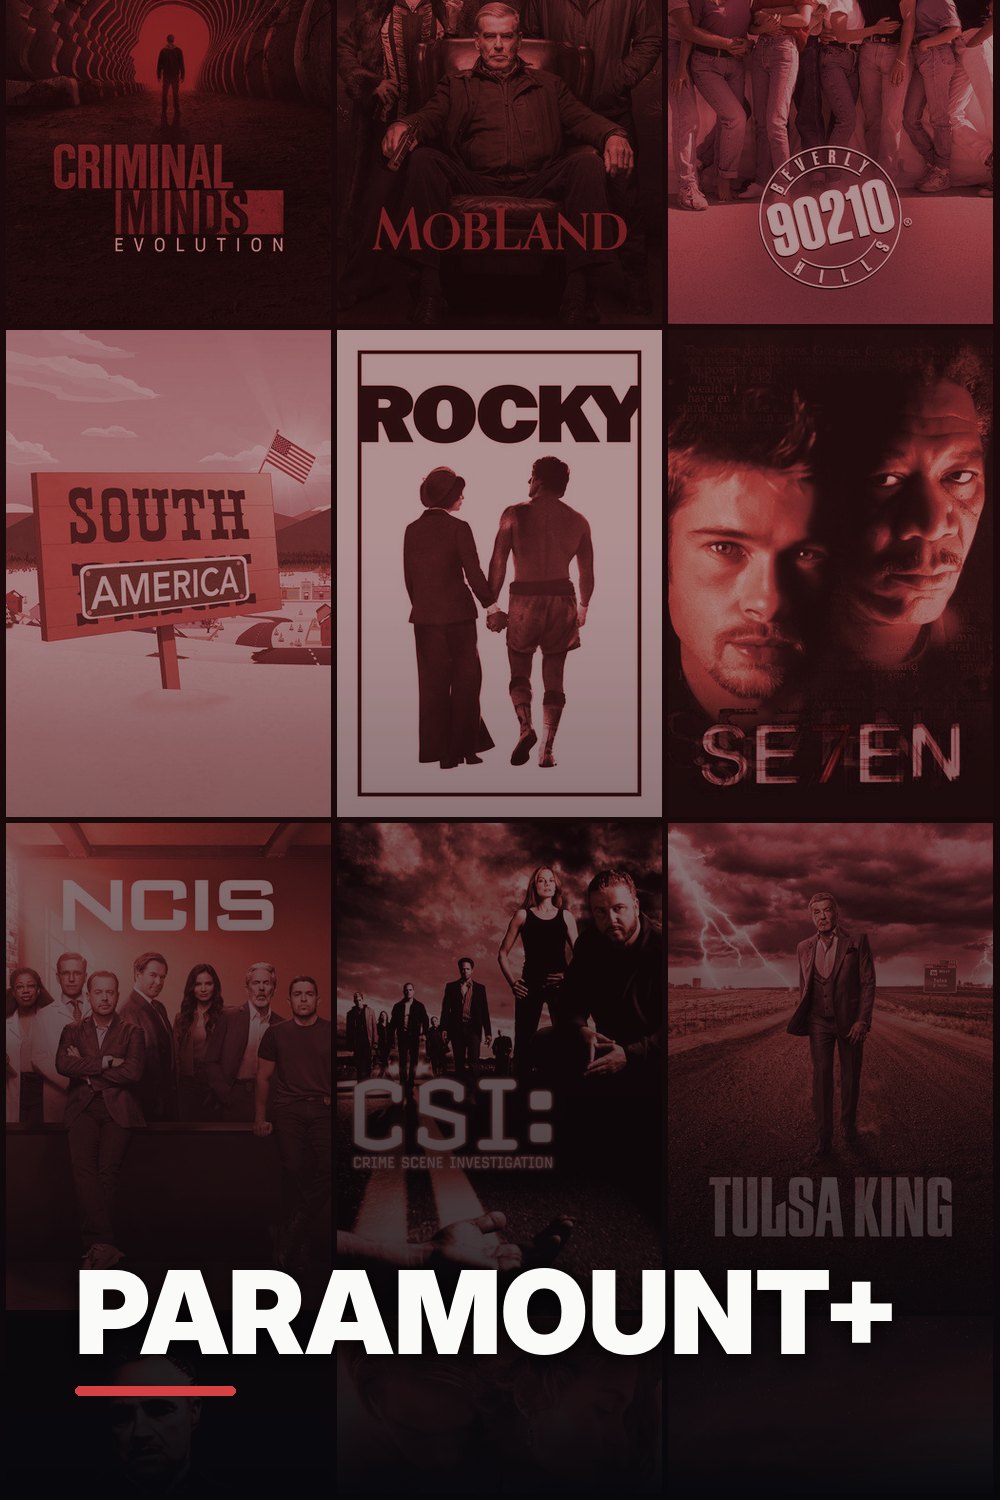 CRIMINAL
MINDS
EVOLUTION
MOBLAND
BEVERLY
90210
HILLS
SOUTH
AMERICA
ROCKY
SE7EN
NCIS
CSI:
CRIME SCENE INVESTIGATION
TULSA KING
PARAMOUNT+